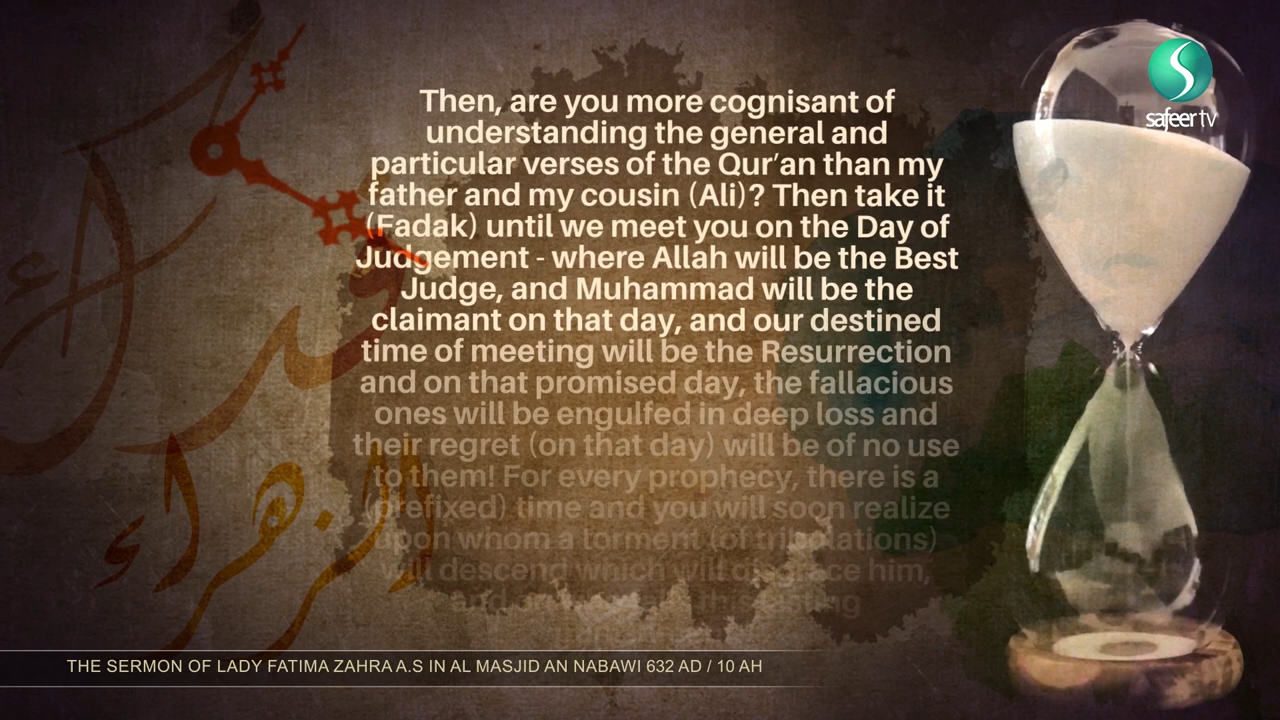 safeer tv
Then, are you more cognisant of
understanding the general and
particular verses of the Qur’an than my
father and my cousin (Ali)? Then take it
(Fadak) until we meet you on the Day of
Judgement - where Allah will be the Best
Judge, and Muhammad will be the
claimant on that day, and our destined
time of meeting will be the Resurrection
and on that promised day, the fallacious
ones will be engulfed in deep loss and
their regret (on that day) will be of no use
to them! For every prophecy, there is a
(prefixed) time and you will soon realize
upon whom a torment (of tribulations)
will descend which will disgrace him,
فدك
الزهراء
THE SERMON OF LADY FATIMA ZAHRA A.S IN AL MASJID AN NABAWI 632 AD / 10 AH